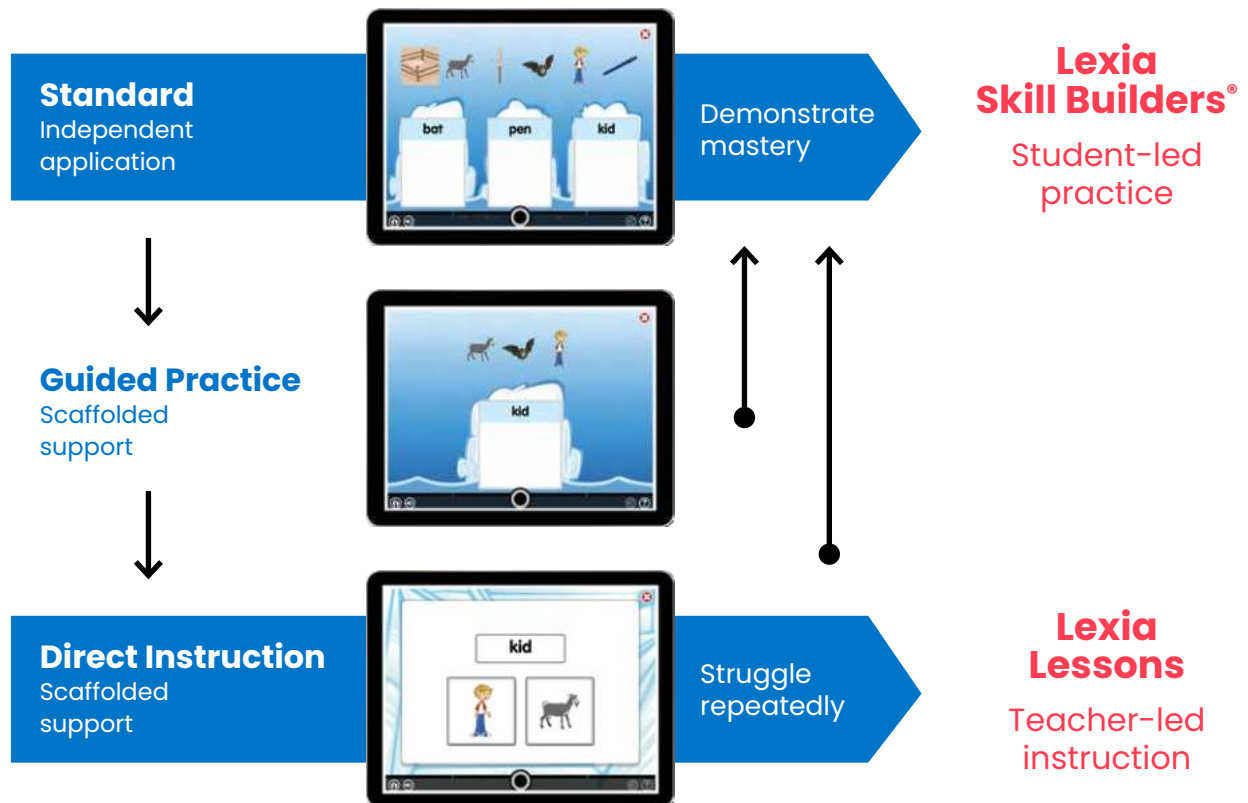 Standard
Independent
application
bat
pen
kid
Demonstrate
mastery
Lexia
Skill Builders®
Student-led
practice
Guided Practice
Scaffolded
support
kid
Direct Instruction
Scaffolded
support
kid
Struggle
repeatedly
Lexia
Lessons
Teacher-led
instruction